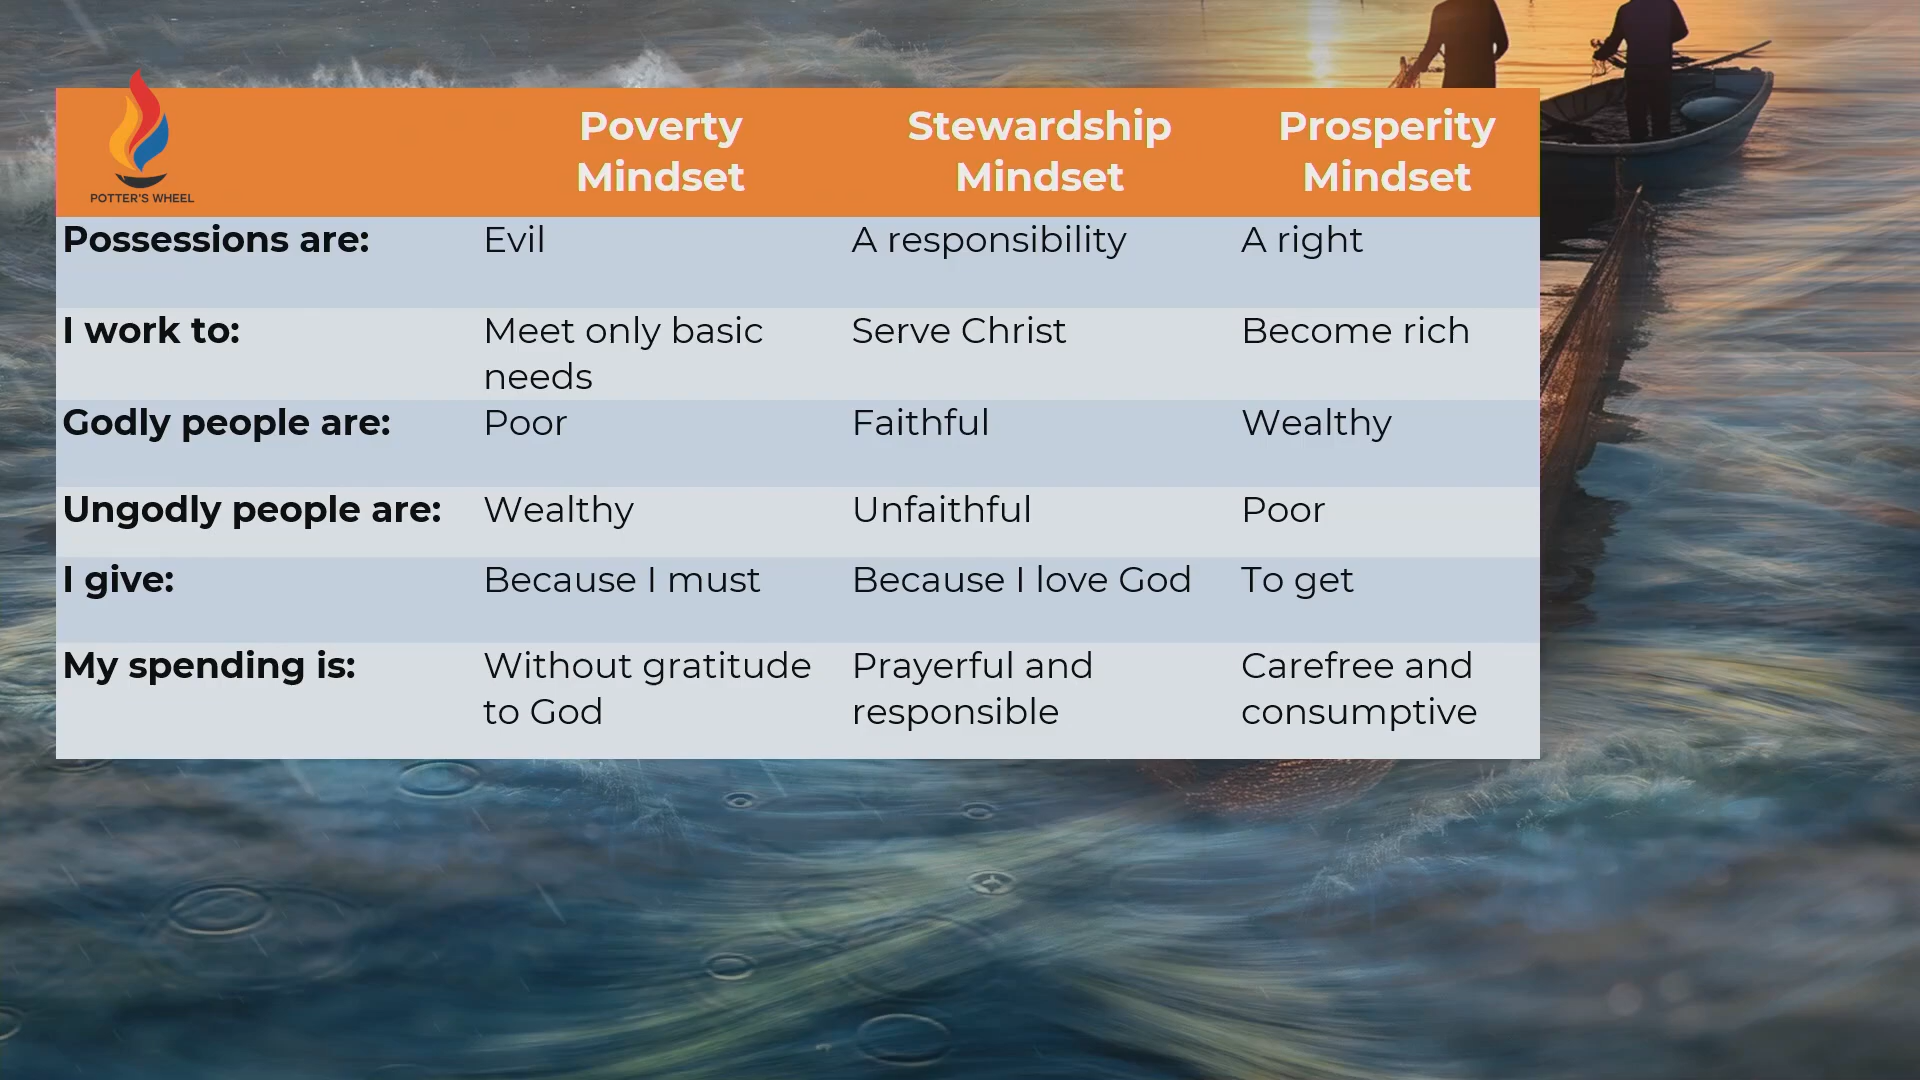 POTTER'S WHEEL
Poverty Mindset
Stewardship Mindset
Prosperity Mindset
Possessions are: Evil A responsibility A right
I work to: Meet only basic needs Serve Christ Become rich
Godly people are: Poor Faithful Wealthy
Ungodly people are: Wealthy Unfaithful Poor
I give: Because I must Because I love God To get
My spending is: Without gratitude to God Prayerful and responsible Carefree and consumptive